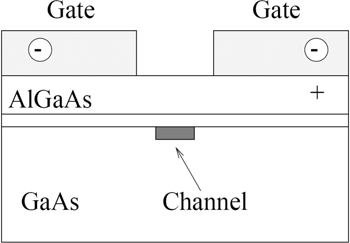 Gate Gate
- -
AlGaAs +
GaAs Channel